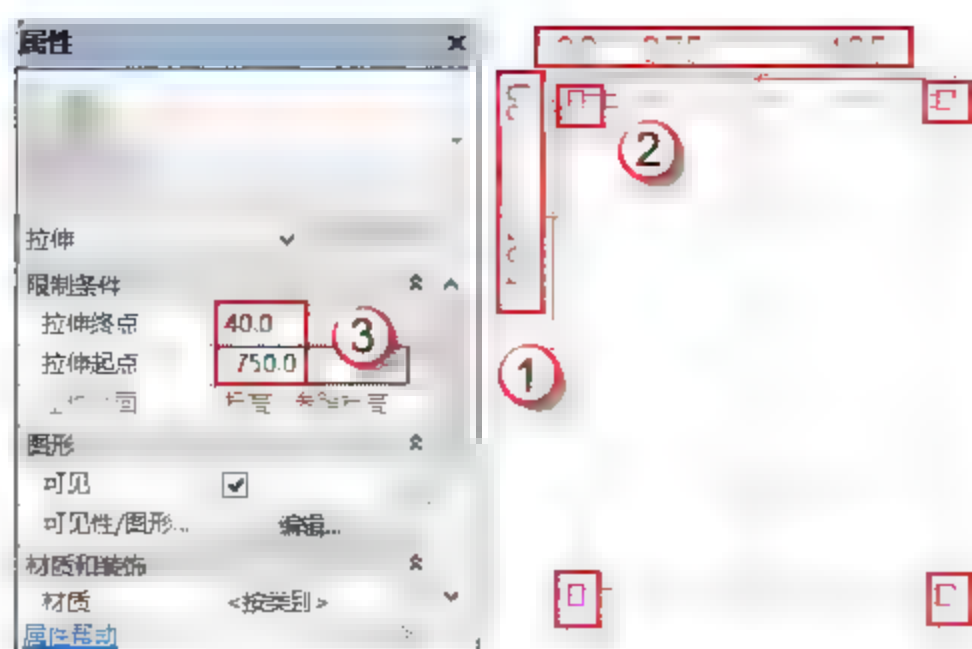 属性
拉伸
限制条件
拉伸终点 40.0
拉伸起点 750.0
图形
可见
可见性/图形... 编辑...
材质和装饰
材质 <按类别>
属性帮助
2
3
1